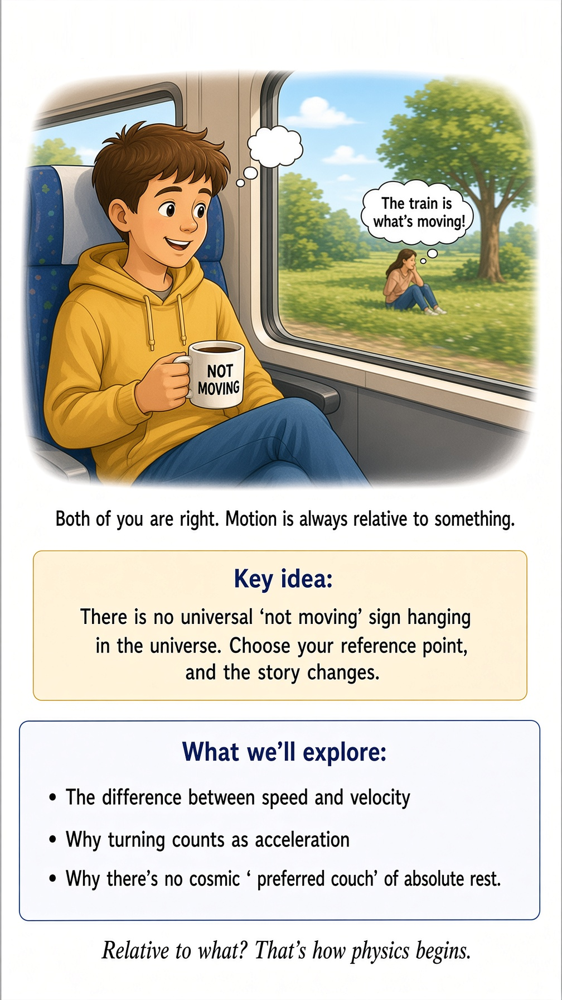 The train is
what's moving!
NOT
MOVING
Both of you are right. Motion is always relative to something.
Key idea:
There is no universal ‘not moving’ sign hanging
in the universe. Choose your reference point,
and the story changes.
What we’ll explore:
• The difference between speed and velocity
• Why turning counts as acceleration
• Why there’s no cosmic ‘ preferred couch’ of absolute rest.
Relative to what? That’s how physics begins.